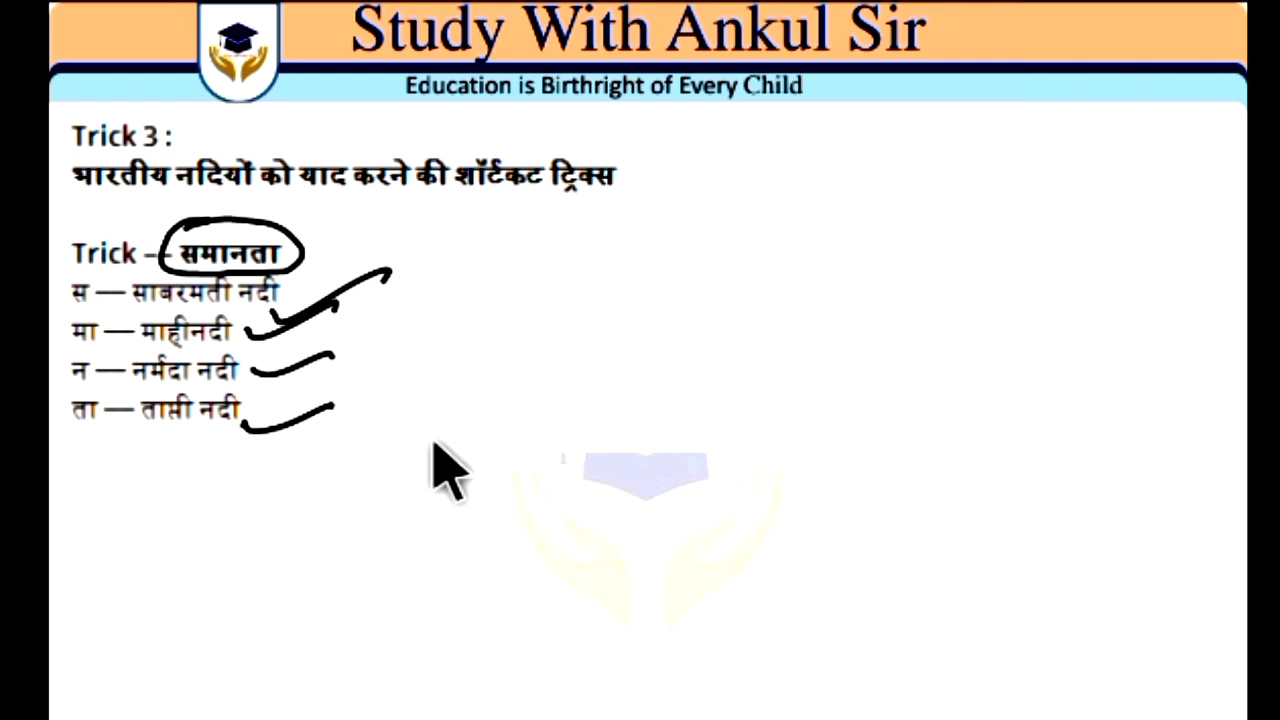 Study With Ankul Sir
Education is Birthright of Every Child
Trick 3 :
भारतीय नदियों को याद करने की शॉर्टकट ट्रिक्स
Trick -- समानता
स — साबरमती नदी
मा — माहीनदी
न — नर्मदा नदी
ता — ताप्ती नदी